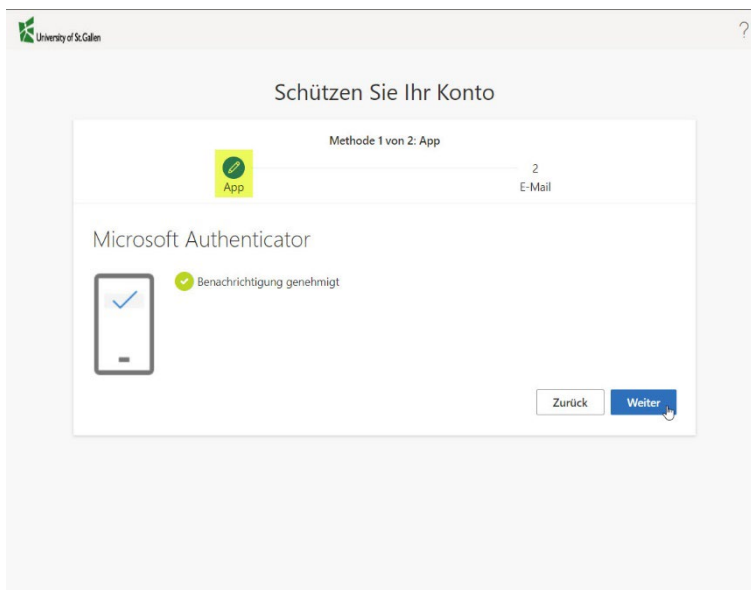 University of St.Gallen
?
Schützen Sie Ihr Konto
Methode 1 von 2: App
App
2
E-Mail
Microsoft Authenticator
Benachrichtigung genehmigt
Zurück
Weiter